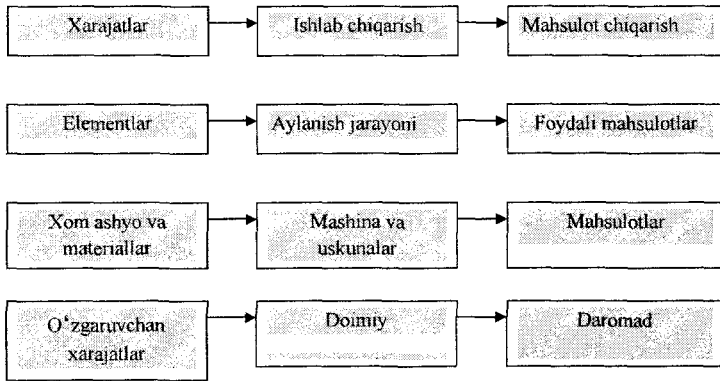 Xarajatlar
Ishlab chiqarish
Mahsulot chiqarish
Elementlar
Aylanish jarayoni
Foydali mahsulotlar
Xom ashyo va
materiallar
Mashina va
uskunalar
Mahsulotlar
O‘zgaruvchan
xarajatlar
Doimiy
Daromad